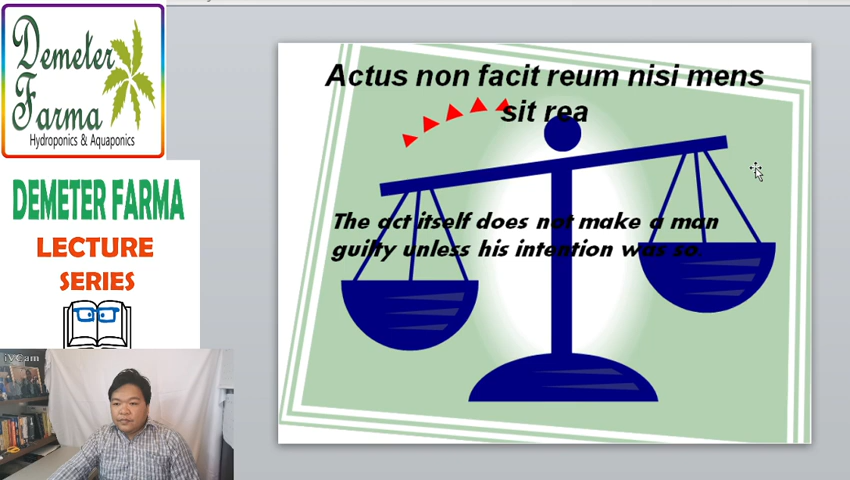 Demeter
Farma
Hydroponics & Aquaponics
DEMETER FARMA
LECTURE
SERIES
iVCam
Actus non facit reum nisi mens
sit rea
The act itself does not make a man
guilty unless his intention was so.